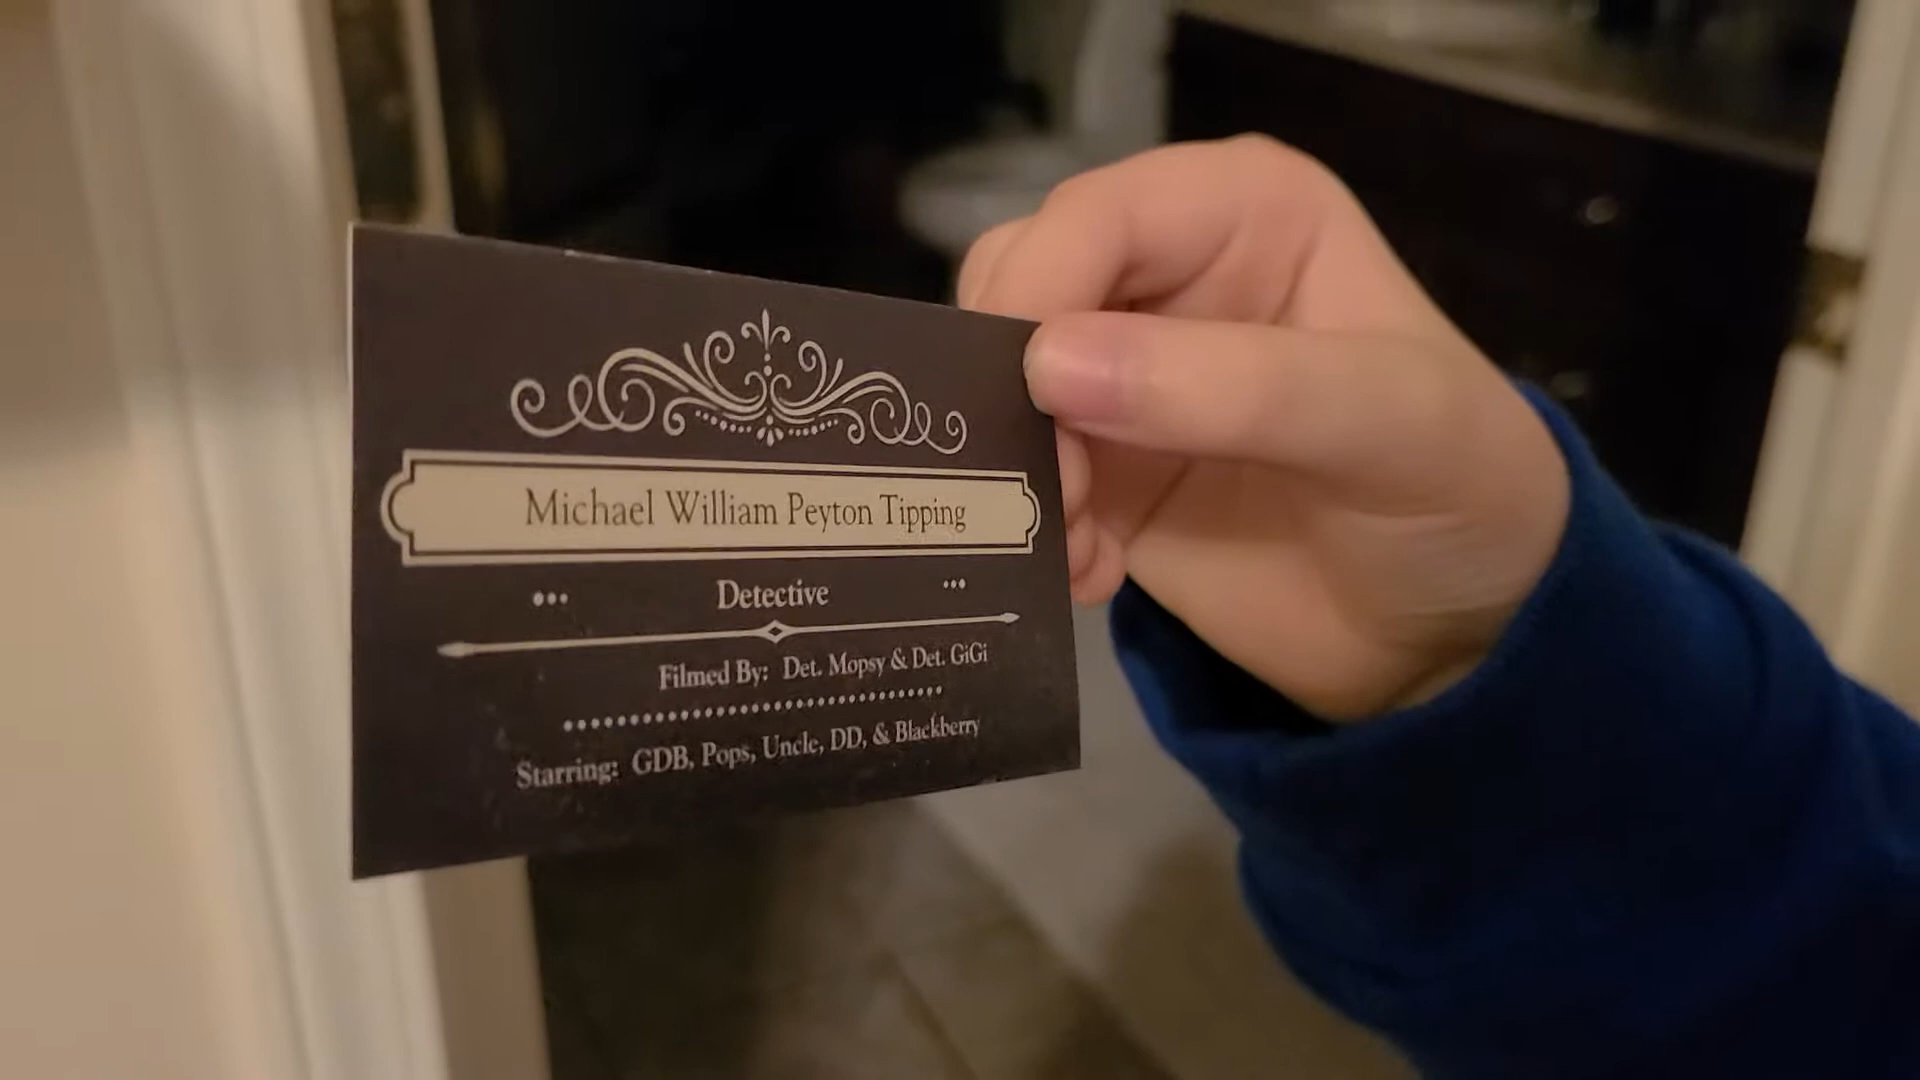 Michael William Peyton Tipping
••• Detective •••
Filmed By: Det. Mopsy & Det. GiGi
Starring: GDB, Pops, Uncle, DD, & Blackberry